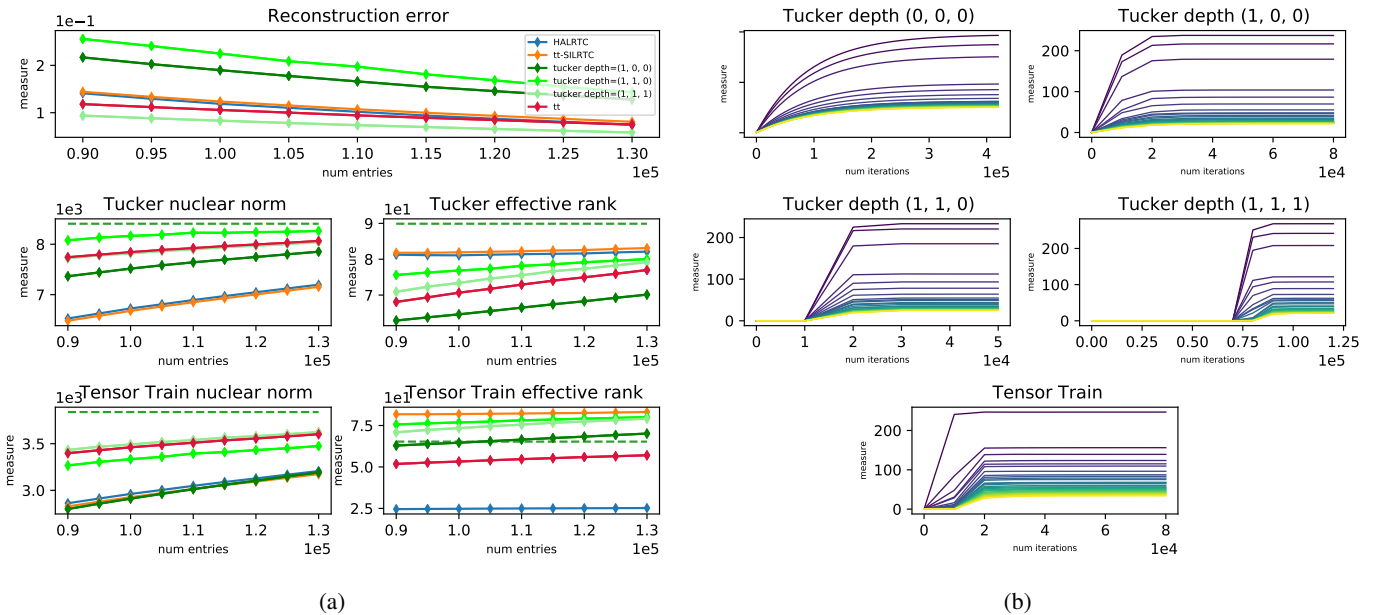 Reconstruction error
1e−1
measure
2
1
HALRTC
tt-SILRTC
tucker depth=(1, 0, 0)
tucker depth=(1, 1, 0)
tucker depth=(1, 1, 1)
tt
0.90 0.95 1.00 1.05 1.10 1.15 1.20 1.25 1.30
num entries
1e5
Tucker nuclear norm
1e3
measure
8
7
0.9 1.0 1.1 1.2 1.3
num entries
1e5
Tucker effective rank
1e1
measure
9
8
7
0.9 1.0 1.1 1.2 1.3
num entries
1e5
Tensor Train nuclear norm
1e3
measure
3.5
3.0
0.9 1.0 1.1 1.2 1.3
num entries
1e5
Tensor Train effective rank
1e1
measure
7.5
5.0
2.5
0.9 1.0 1.1 1.2 1.3
num entries
1e5
(a)
Tucker depth (0, 0, 0)
measure
0 1 2 3 4
num iterations
1e5
Tucker depth (1, 0, 0)
measure
200
100
0
0 2 4 6 8
num iterations
1e4
Tucker depth (1, 1, 0)
measure
200
100
0
0 1 2 3 4 5
num iterations
1e4
Tucker depth (1, 1, 1)
measure
200
100
0
0.00 0.25 0.50 0.75 1.00 1.25
num iterations
1e5
Tensor Train
measure
200
100
0
0 2 4 6 8
num iterations
1e4
(b)